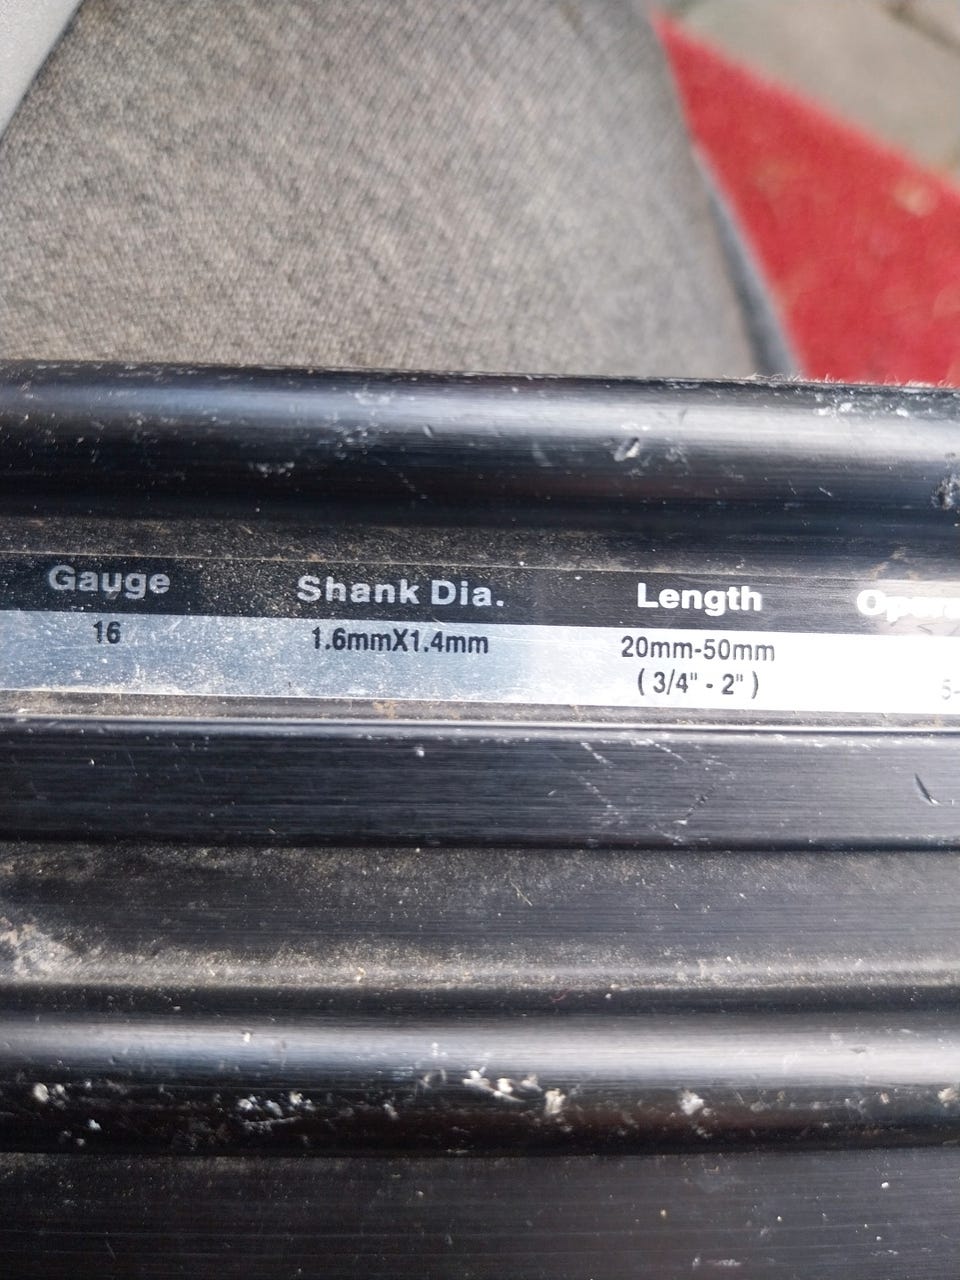 Gauge Shank Dia. Length
16 1.6mmX1.4mm 20mm-50mm
( 3/4" - 2" )